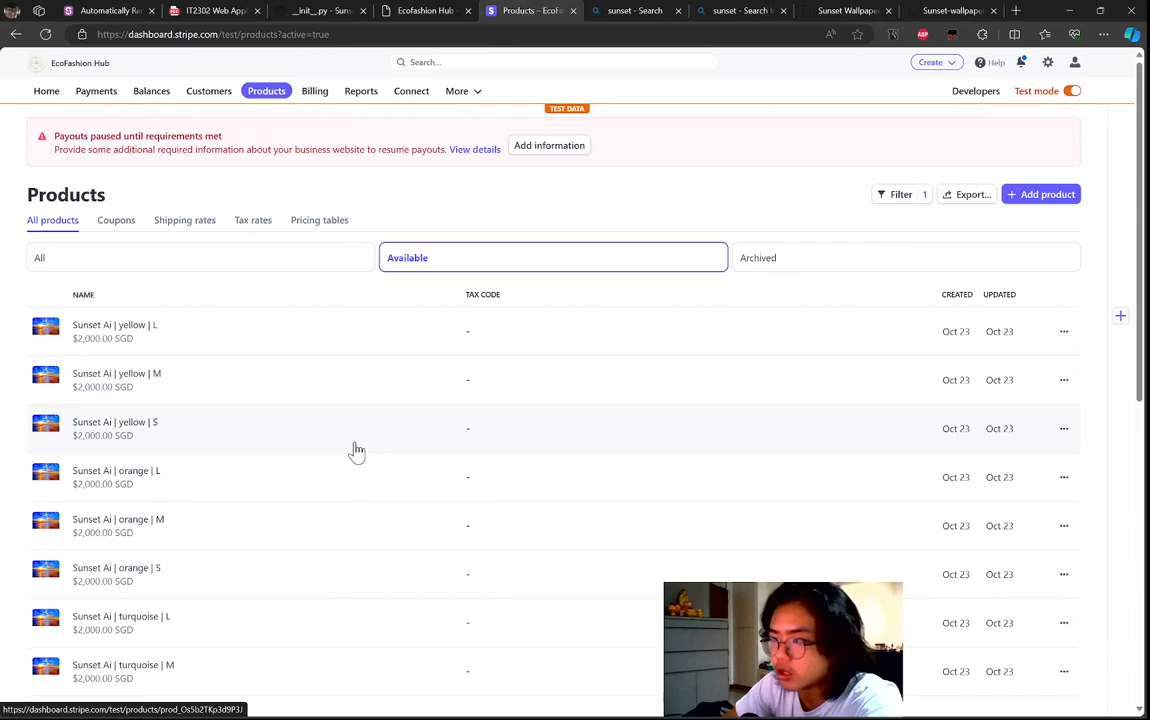 Automatically Re
IT2302 Web Appl
__init__.py - Suns
Ecofashion Hub -
Products – EcoFa
sunset - Search
sunset - Search I
Sunset Wallpaper
Sunset-wallpaper
https://dashboard.stripe.com/test/products?active=true
EcoFashion Hub
Search...
Create
Help
Home
Payments
Balances
Customers
Products
Billing
Reports
Connect
More
Developers
Test mode
TEST DATA
Payouts paused until requirements met
Provide some additional required information about your business website to resume payouts. View details
Add information
Products
Filter 1
Export...
Add product
All products
Coupons
Shipping rates
Tax rates
Pricing tables
All
Available
Archived
NAME TAX CODE CREATED UPDATED
Sunset Ai | yellow | L
$2,000.00 SGD
- Oct 23 Oct 23
Sunset Ai | yellow | M
$2,000.00 SGD
- Oct 23 Oct 23
Sunset Ai | yellow | S
$2,000.00 SGD
- Oct 23 Oct 23
Sunset Ai | orange | L
$2,000.00 SGD
- Oct 23 Oct 23
Sunset Ai | orange | M
$2,000.00 SGD
- Oct 23 Oct 23
Sunset Ai | orange | S
$2,000.00 SGD
- Oct 23 Oct 23
Sunset Ai | turquoise | L
$2,000.00 SGD
- Oct 23 Oct 23
Sunset Ai | turquoise | M
$2,000.00 SGD
- Oct 23 Oct 23
https://dashboard.stripe.com/test/products/prod_Os5b2TKp3d9P3J